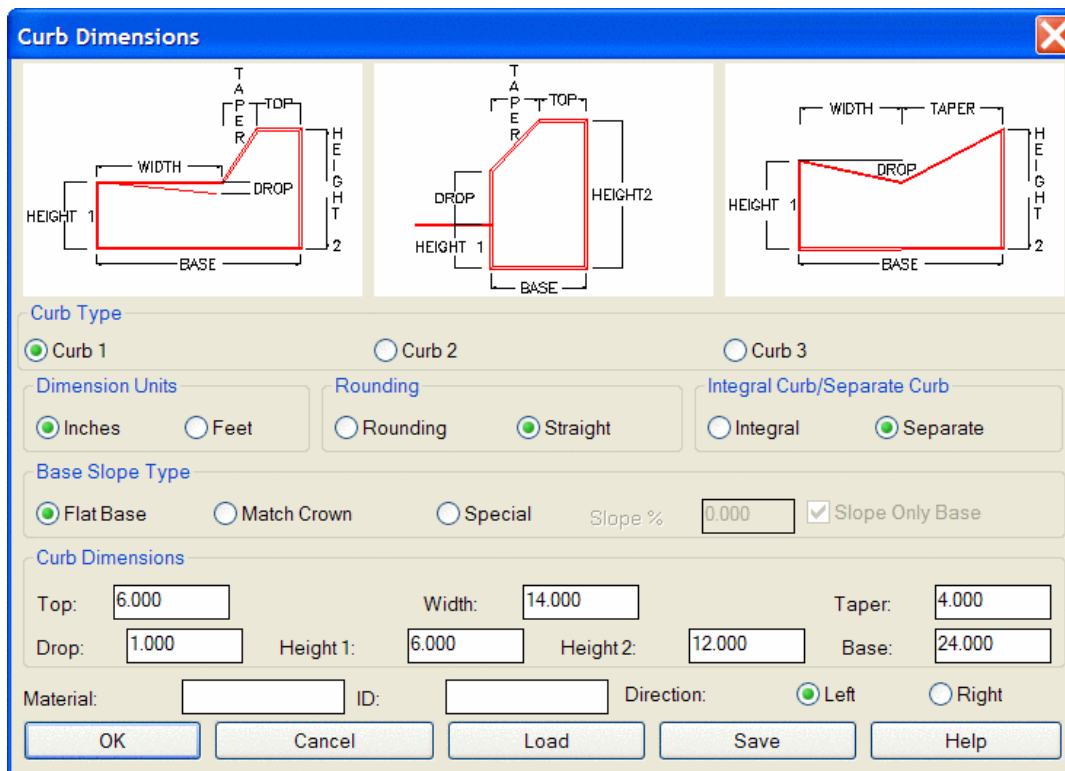 Curb Dimensions
TAPER
TOP
WIDTH
DROP
HEIGHT 1
HEIGHT 2
BASE
TAPER
TOP
DROP
HEIGHT2
HEIGHT 1
BASE
WIDTH
TAPER
DROP
HEIGHT 1
HEIGHT 2
BASE
Curb Type
Curb 1 Curb 2 Curb 3
Dimension Units Rounding Integral Curb/Separate Curb
Inches Feet Rounding Straight Integral Separate
Base Slope Type
Flat Base Match Crown Special Slope % 0.000 Slope Only Base
Curb Dimensions
Top: 6.000 Width: 14.000 Taper: 4.000
Drop: 1.000 Height 1: 6.000 Height 2: 12.000 Base: 24.000
Material: ID: Direction: Left Right
OK Cancel Load Save Help